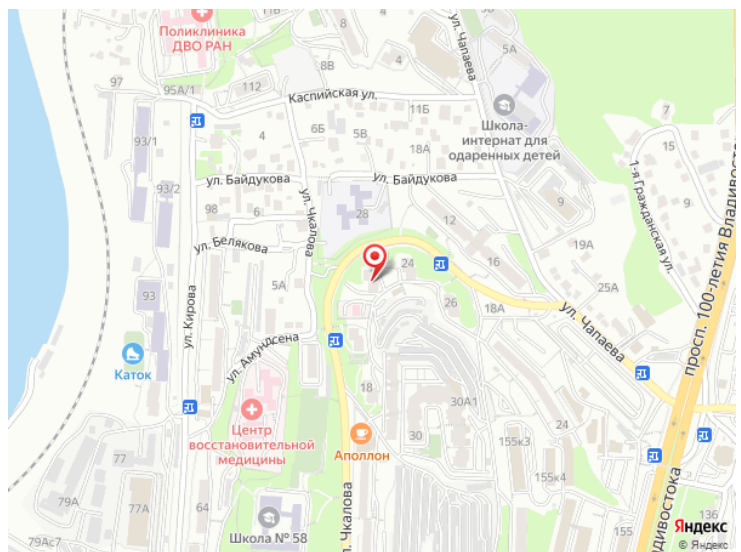 Поликлиника
ДВО РАН
97
95А/1
112
8В
Каспийская ул.
11Б
ул. Чапаева
5А
7
Школа-
интернат для
одаренных детей
93/1
4
6Б
5В
18А
15
1-я Гражданская ул.
93/2
ул. Байдукова
ул. Байдукова
98
6
28
12
9
ул. Белякова
ул. Чкалова
19А
24
16
5А
25А
93
26
18А
ул. Кирова
ул. Амундсена
ул. Чапаева
просп. 100-летия Владивостока
Каток
18
30А1
Центр
восстановительной
медицины
Аполлон
30
24
155к3
155к4
77
79А
77А
64
79Ас7
4
Школа № 58
ул. Чкалова
155
136
Яндекс
© Яндекс